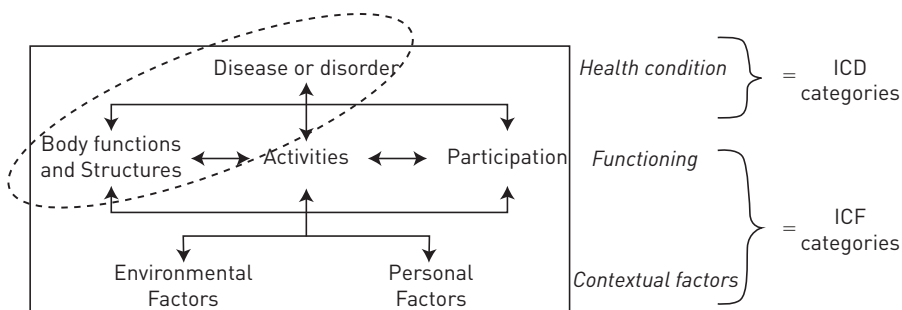 Disease or disorder
Health condition
=
ICD
categories
Body functions
and Structures
Activities
Participation
Functioning
=
ICF
categories
Environmental
Factors
Personal
Factors
Contextual factors